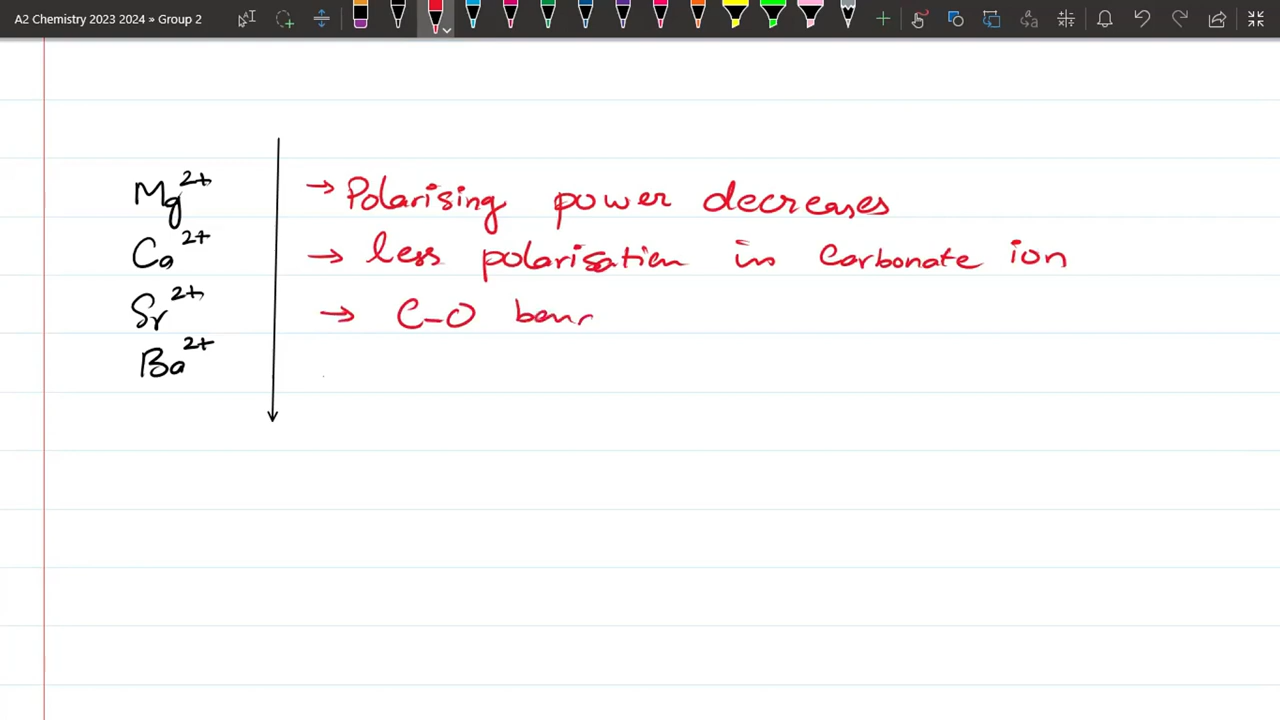 A2 Chemistry 2023 2024 » Group 2
Mg²⁺
Ca²⁺
Sr²⁺
Ba²⁺
→ Polarising power decreases
→ less polarisation in Carbonate ion
→ C-O